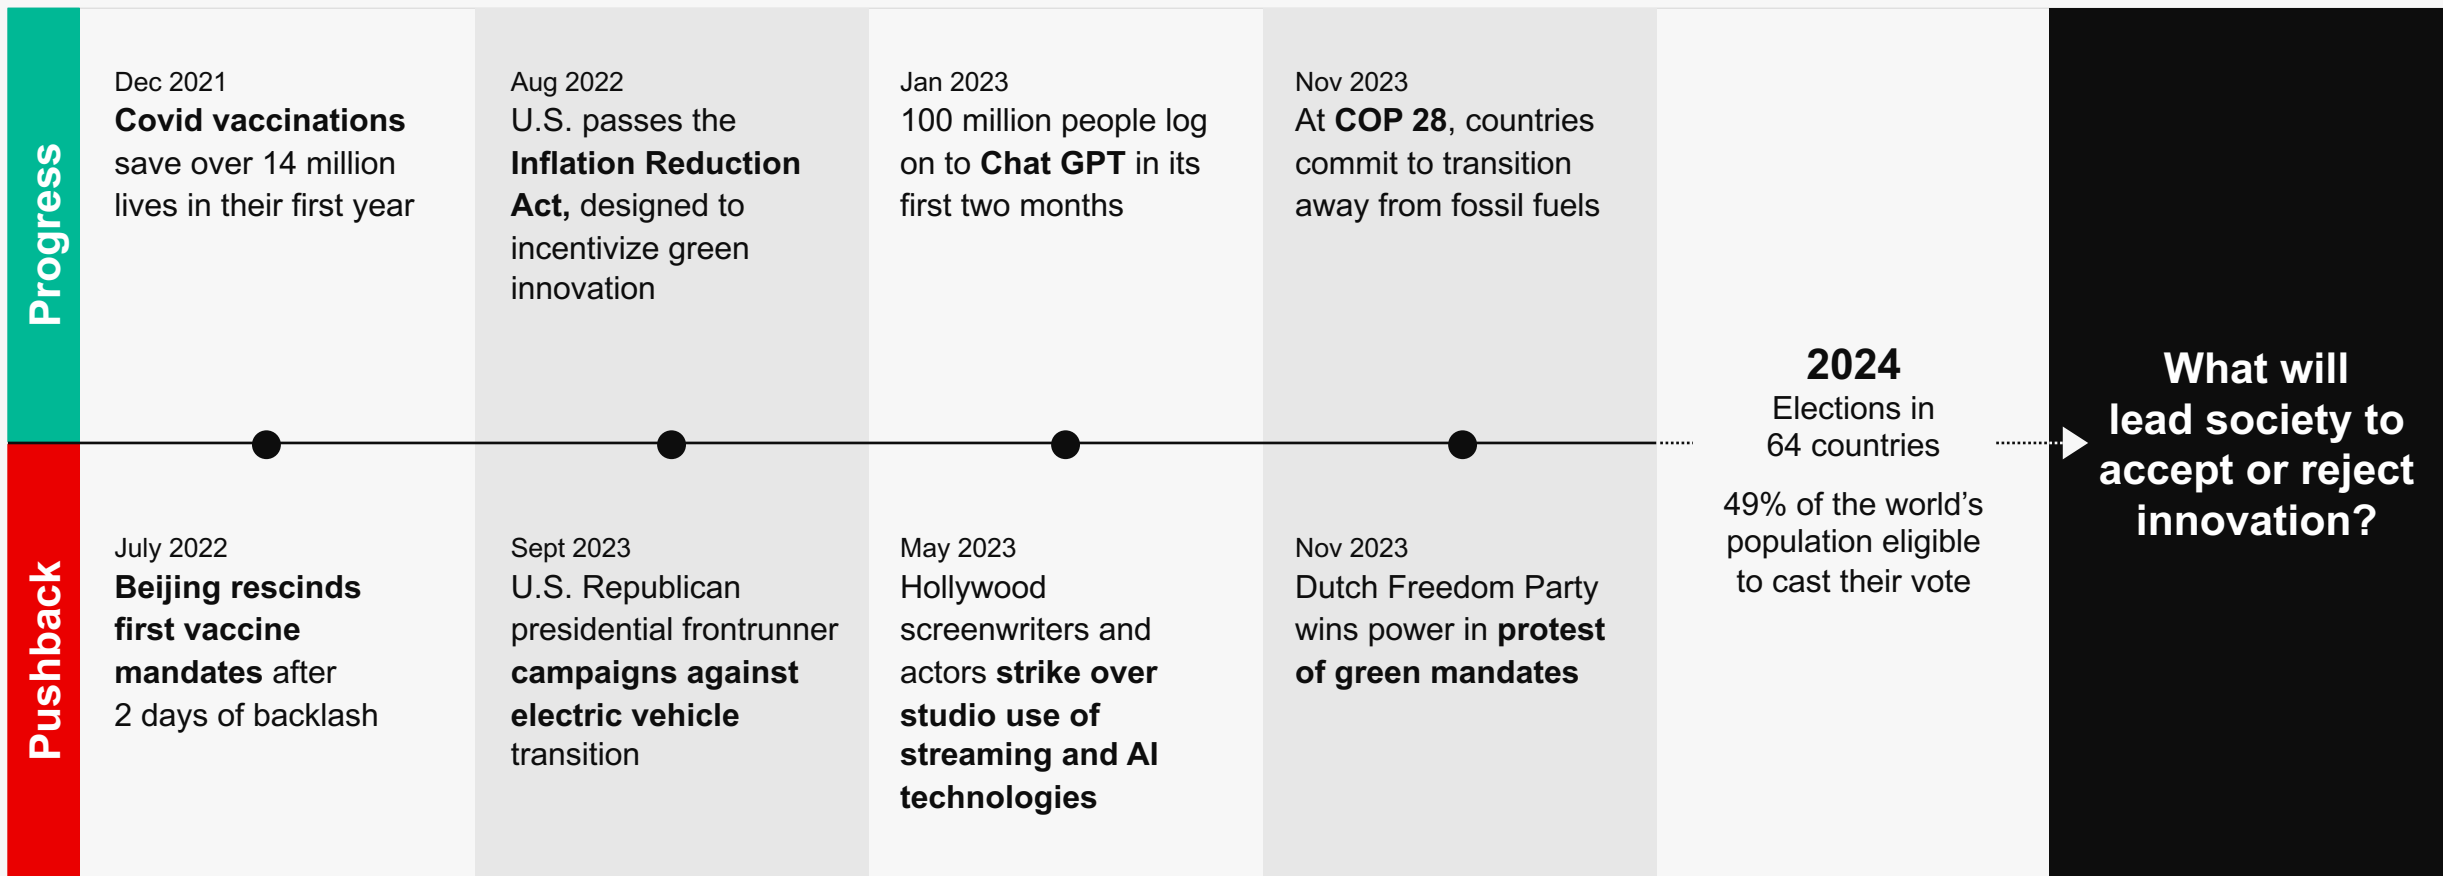 Progress
Dec 2021
Covid vaccinations
save over 14 million
lives in their first year
Aug 2022
U.S. passes the
Inflation Reduction
Act, designed to
incentivize green
innovation
Jan 2023
100 million people log
on to Chat GPT in its
first two months
Nov 2023
At COP 28, countries
commit to transition
away from fossil fuels
Pushback
July 2022
Beijing rescinds
first vaccine
mandates after
2 days of backlash
Sept 2023
U.S. Republican
presidential frontrunner
campaigns against
electric vehicle
transition
May 2023
Hollywood
screenwriters and
actors strike over
studio use of
streaming and AI
technologies
Nov 2023
Dutch Freedom Party
wins power in protest
of green mandates
2024
Elections in
64 countries
49% of the world’s
population eligible
to cast their vote
What will
lead society to
accept or reject
innovation?